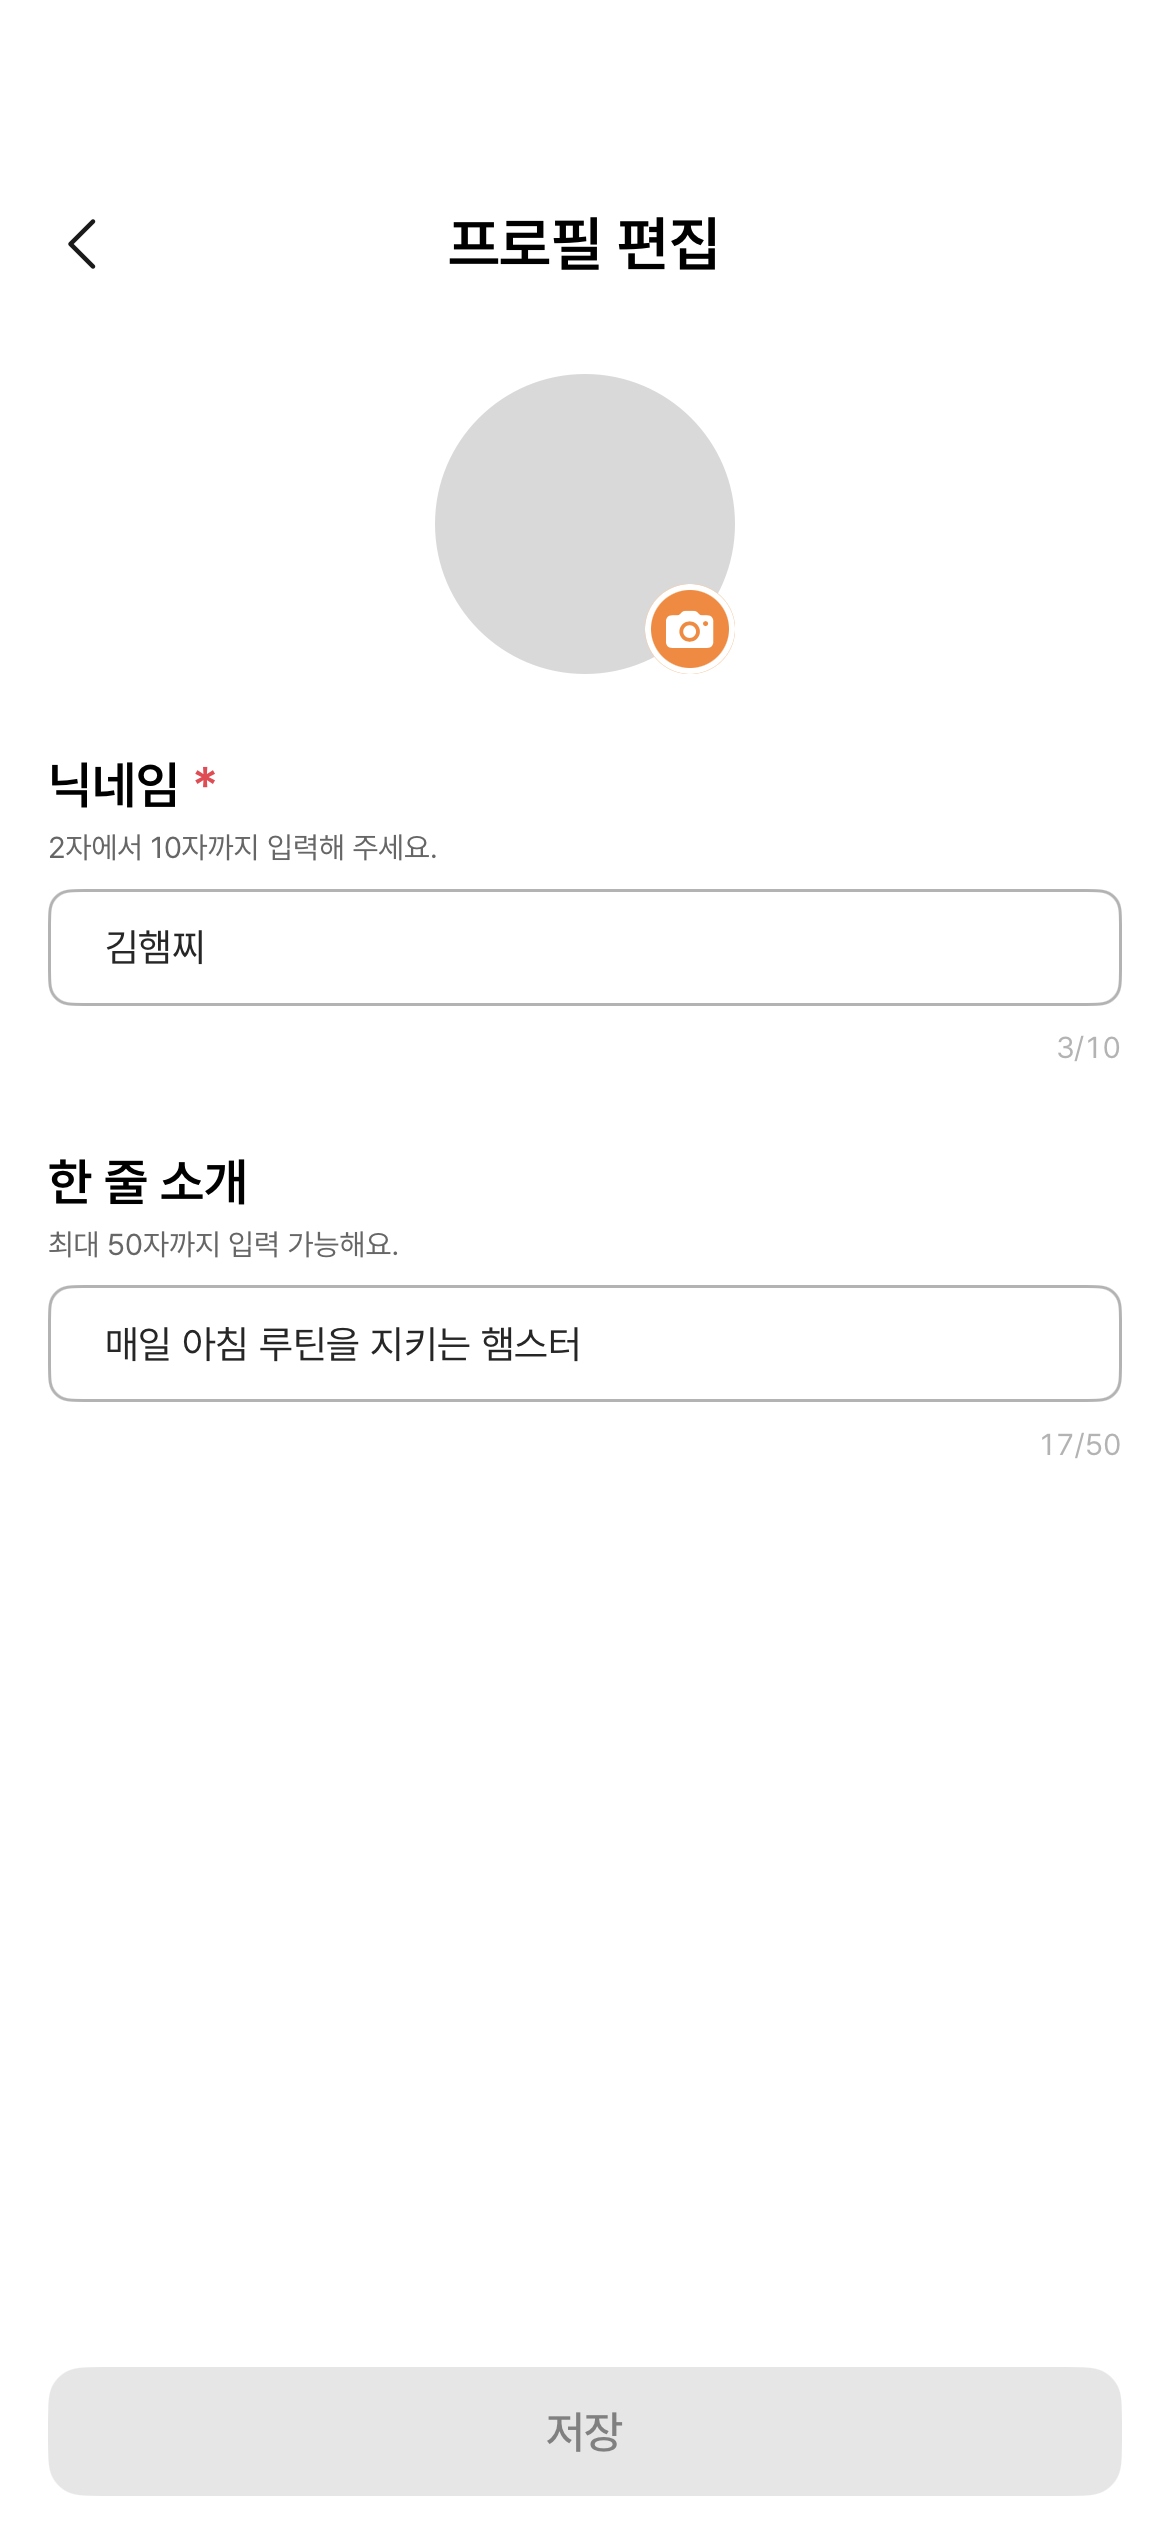 프로필 편집
닉네임 *
2자에서 10자까지 입력해 주세요.
김햄찌
3/10
한 줄 소개
최대 50자까지 입력 가능해요.
매일 아침 루틴을 지키는 햄스터
17/50
저장